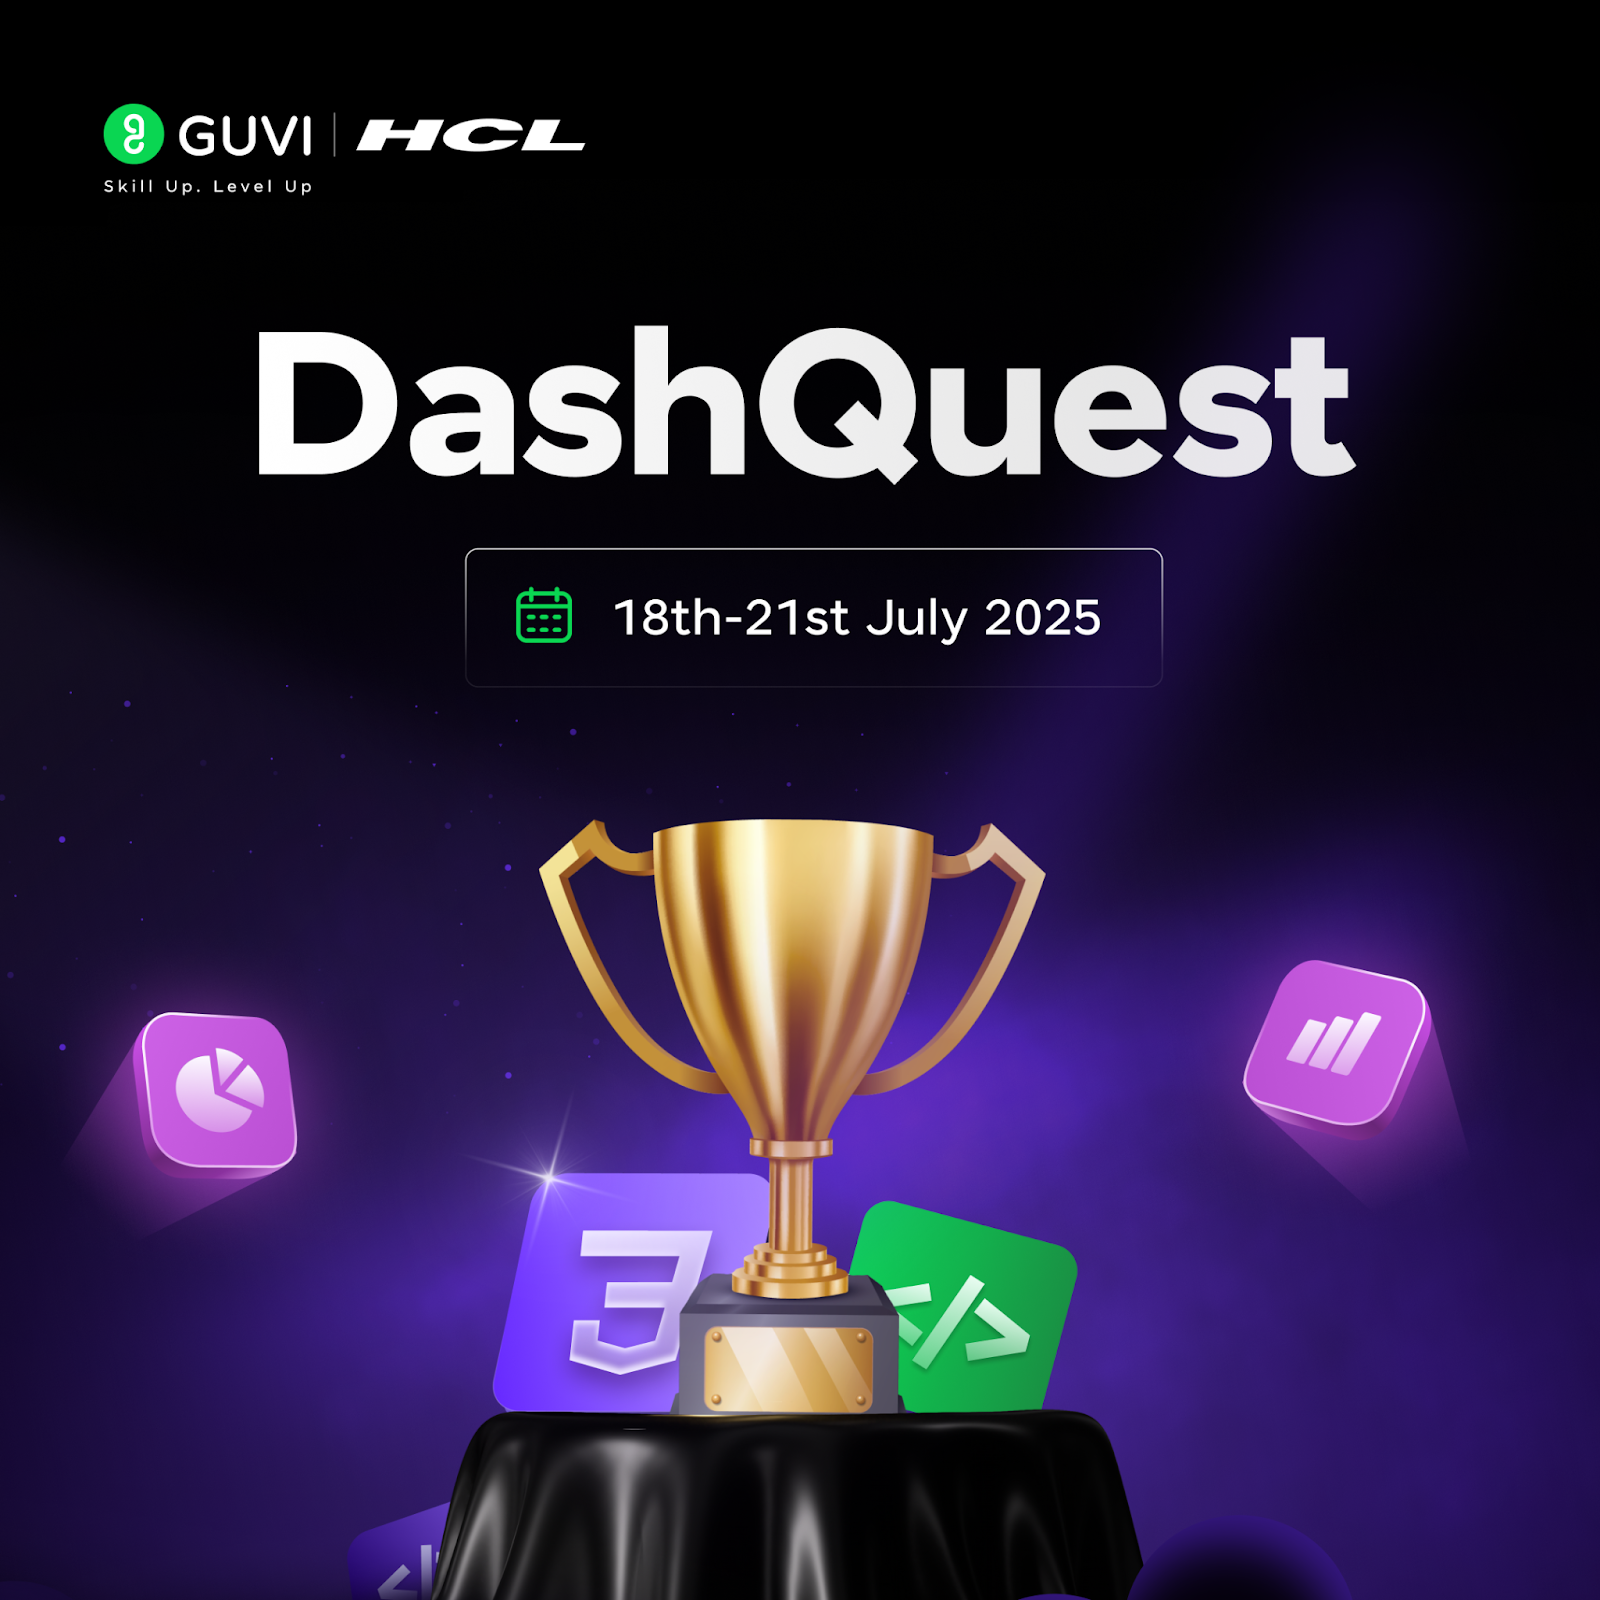 GUVI | HCL
Skill Up. Level Up
DashQuest
18th-21st July 2025